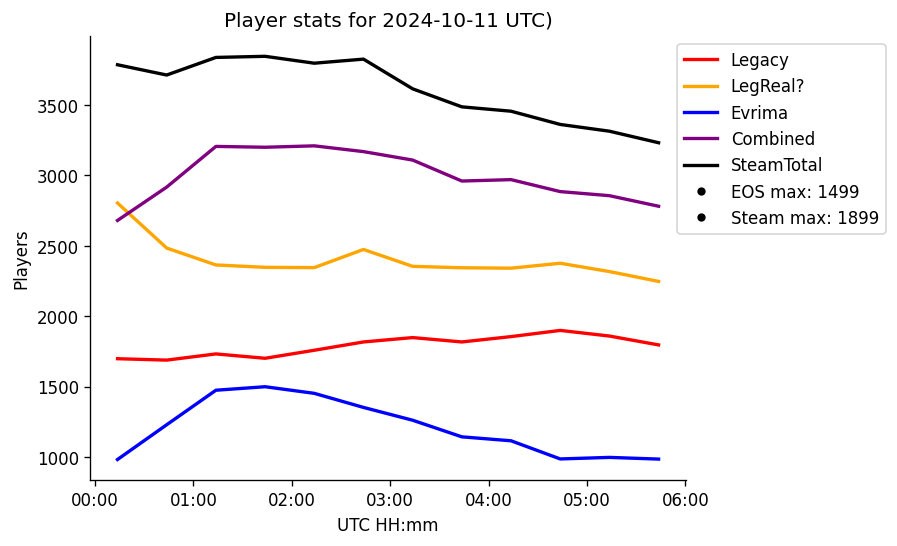 Player stats for 2024-10-11 UTC)
Legacy
LegReal?
Evrima
Combined
SteamTotal
EOS max: 1499
Steam max: 1899
Players
3500
3000
2500
2000
1500
1000
00:00 01:00 02:00 03:00 04:00 05:00 06:00
UTC HH:mm